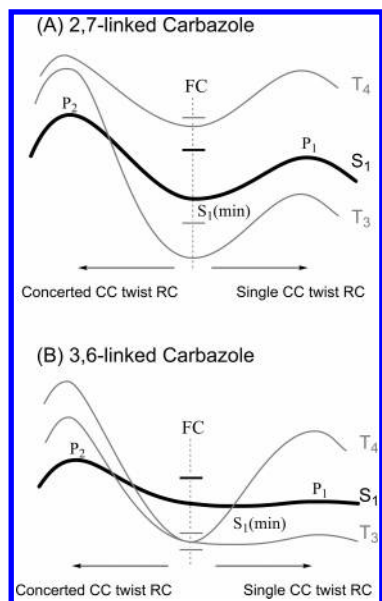 (A) 2,7-linked Carbazole
FC
T4
P2
P1
S1
S1(min)
T3
Concerted CC twist RC
Single CC twist RC
(B) 3,6-linked Carbazole
FC
T4
P2
P1
S1
S1(min)
T3
Concerted CC twist RC
Single CC twist RC